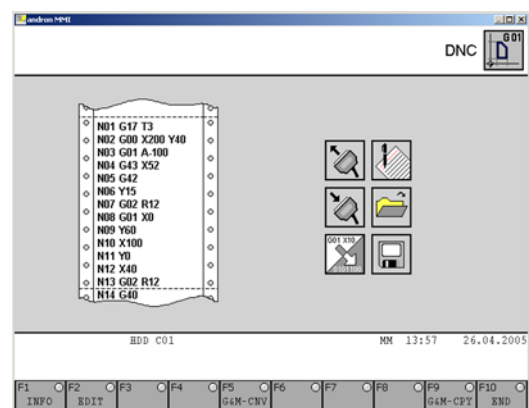 andron MMI
DNC
G 01
N01 G17 T3
N02 G00 X200 Y40
N03 G01 A-100
N04 G43 X52
N05 G42
N06 Y15
N07 G02 R12
N08 G01 X0
N09 Y60
N10 X100
N11 Y0
N12 X40
N13 G02 R12
N14 G40
G01 X10
0101100
HDD C01 MM 13:57 26.04.2005
F1 F2 F3 F4 F5 F6 F7 F8 F9 F10
INFO EDIT G&M-CNV G&M-CPY END